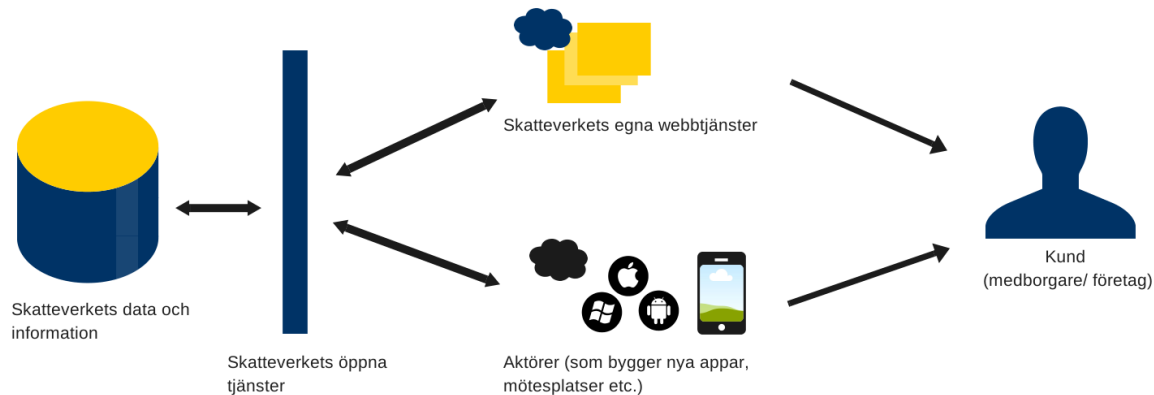 Skatteverkets data och
information
Skatteverkets öppna
tjänster
Skatteverkets egna webbtjänster
Aktörer (som bygger nya appar,
mötesplatser etc.)
Kund
(medborgare/ företag)